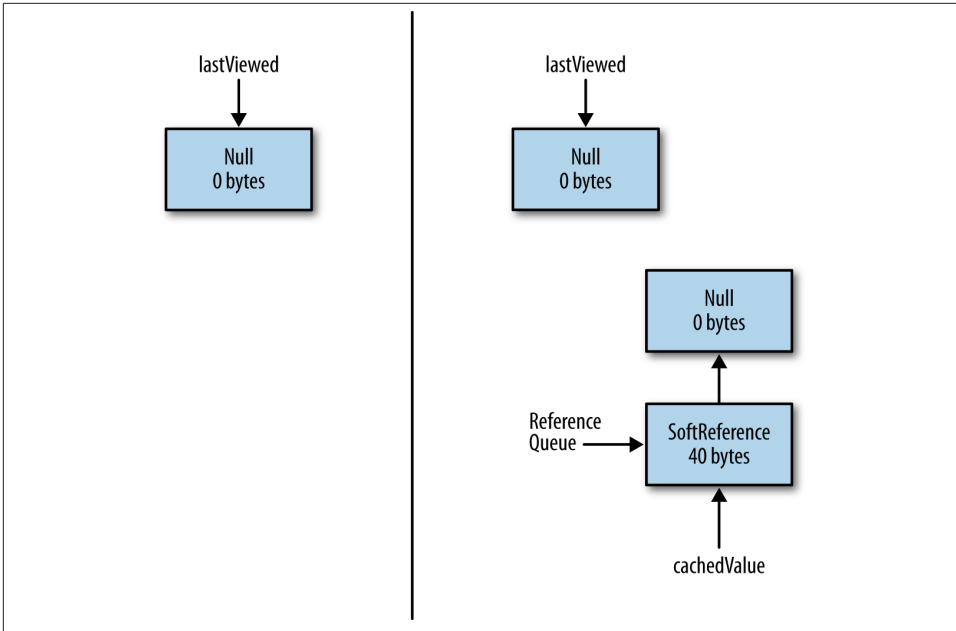 lastViewed
Null
0 bytes
lastViewed
Null
0 bytes
Null
0 bytes
Reference
Queue
SoftReference
40 bytes
cachedValue